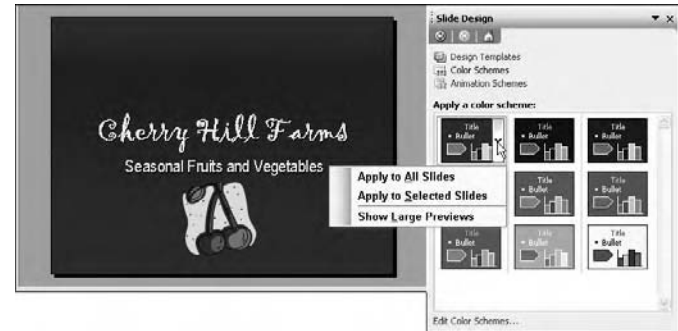 Slide Design
Design Templates
Color Schemes
Animation Schemes
Apply a color scheme:
Cherry Hill Farms
Seasonal Fruits and Vegetables
Title
• Bullet
Title
• Bullet
Title
• Bullet
Apply to All Slides
Apply to Selected Slides
Show Large Previews
Title
• Bullet
Title
• Bullet
Title
• Bullet
Title
• Bullet
Title
• Bullet
Edit Color Schemes...